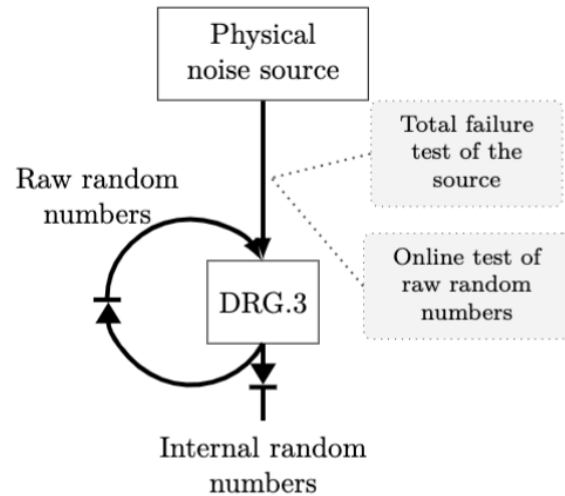 Physical
noise source
Total failure
test of the
source
Raw random
numbers
Online test of
raw random
numbers
DRG.3
Internal random
numbers